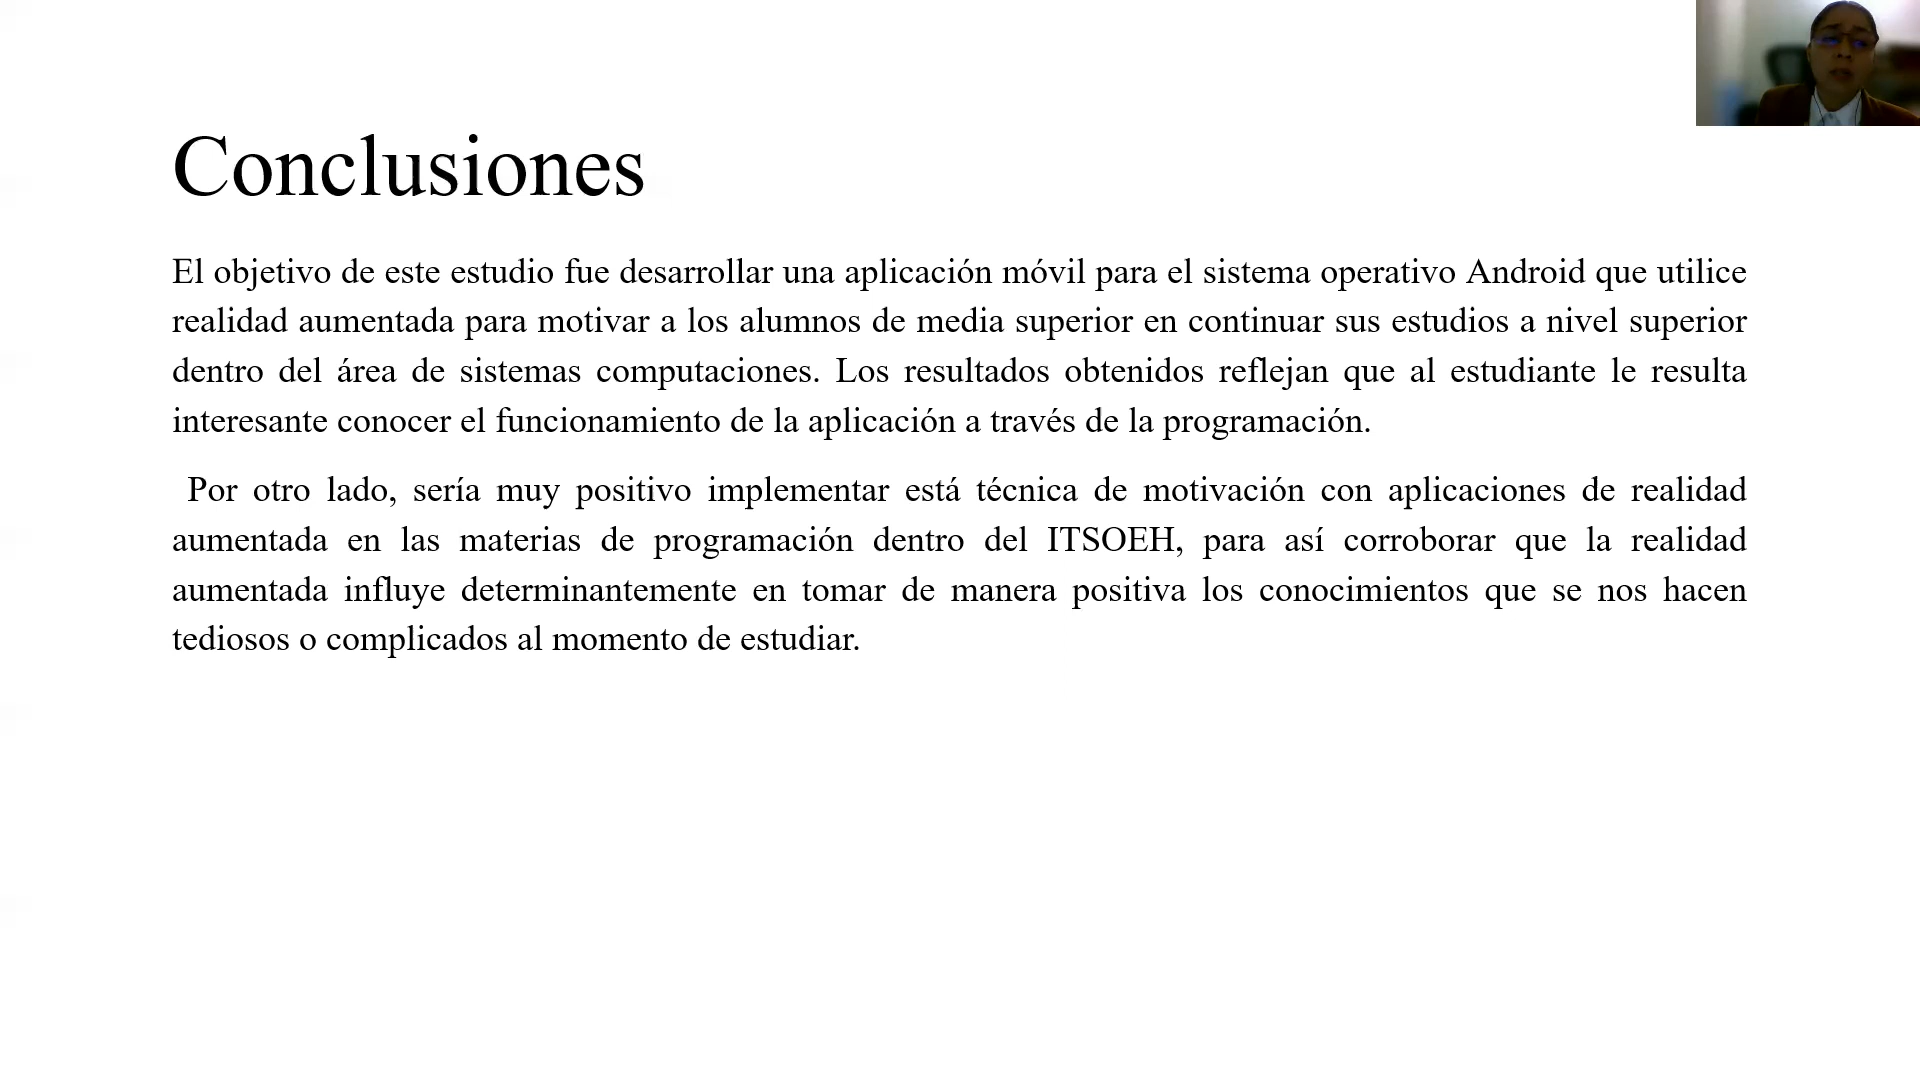 Conclusiones
El objetivo de este estudio fue desarrollar una aplicación móvil para el sistema operativo Android que utilice
realidad aumentada para motivar a los alumnos de media superior en continuar sus estudios a nivel superior
dentro del área de sistemas computaciones. Los resultados obtenidos reflejan que al estudiante le resulta
interesante conocer el funcionamiento de la aplicación a través de la programación.
Por otro lado, sería muy positivo implementar está técnica de motivación con aplicaciones de realidad
aumentada en las materias de programación dentro del ITSOEH, para así corroborar que la realidad
aumentada influye determinantemente en tomar de manera positiva los conocimientos que se nos hacen
tediosos o complicados al momento de estudiar.